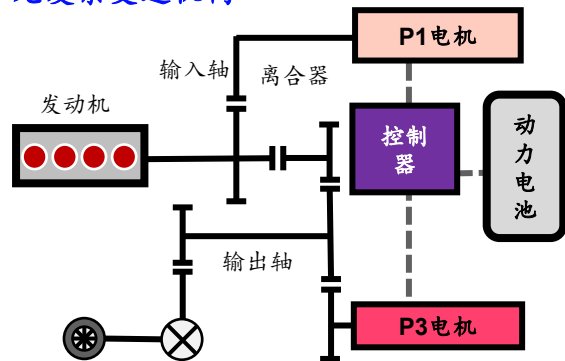 P1电机
输入轴
离合器
发动机
控制
器
动
力
电
池
输出轴
P3电机